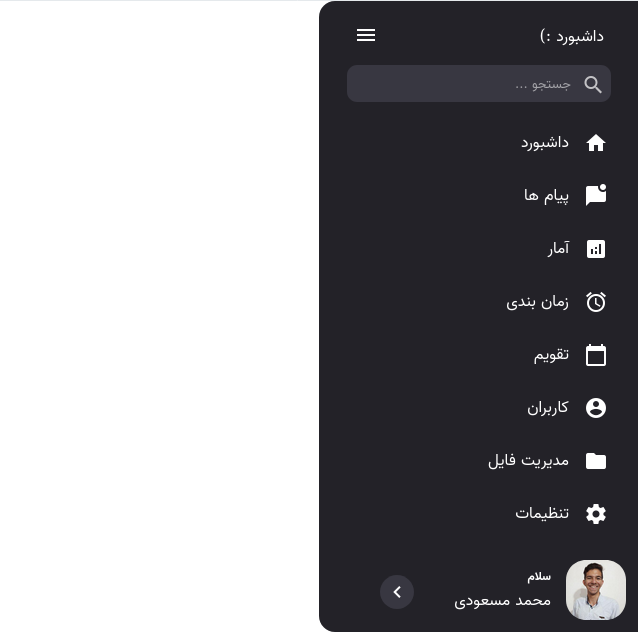 داشبورد :)
جستجو ...
داشبورد
پیام ها
آمار
زمان بندی
تقویم
کاربران
مدیریت فایل
تنظیمات
سلام
محمد مسعودی